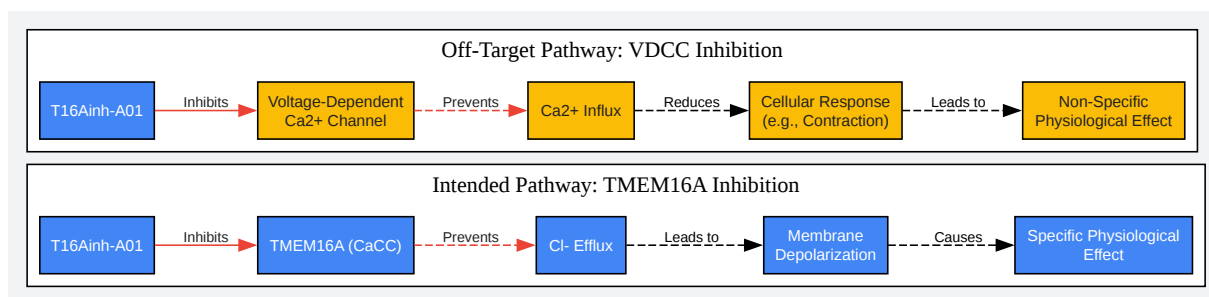 Off-Target Pathway: VDCC Inhibition
T16Ainh-A01
Inhibits
Voltage-Dependent
Ca2+ Channel
Prevents
Ca2+ Influx
Reduces
Cellular Response
(e.g., Contraction)
Leads to
Non-Specific
Physiological Effect
Intended Pathway: TMEM16A Inhibition
T16Ainh-A01
Inhibits
TMEM16A (CaCC)
Prevents
Cl- Efflux
Leads to
Membrane
Depolarization
Causes
Specific Physiological
Effect